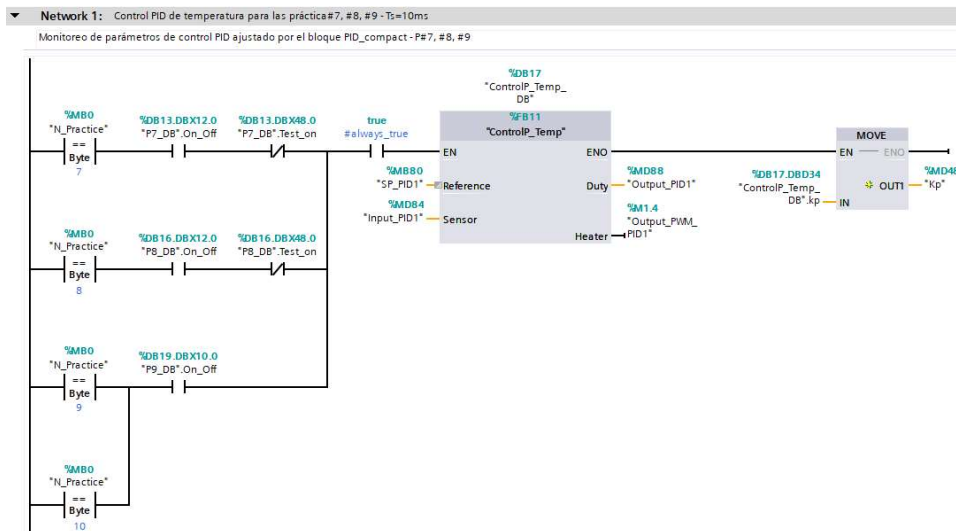 Network 1: Control PID de temperatura para las práctica#7, #8, #9 - Ts=10ms
Monitoreo de parámetros de control PID ajustado por el bloque PID_compact - P#7, #8, #9
%DB17
"ControlP_Temp_
DB"
%MB0
"N_Practice"
==
Byte
7
%DB13.DBX12.0
"P7_DB".On_Off
%DB13.DBX48.0
"P7_DB".Test_on
true
#always_true
%FB11
"ControlP_Temp"
EN
ENO
%MB80
"SP_PID1"
Reference
%MD84
"Input_PID1"
Sensor
Duty
%MD88
"Output_PID1"
Heater
%M1.4
"Output_PWM_
PID1"
MOVE
EN
ENO
%DB17.DBD34
"ControlP_Temp_
DB".kp
IN
OUT1
%MD48
"Kp"
%MB0
"N_Practice"
==
Byte
8
%DB16.DBX12.0
"P8_DB".On_Off
%DB16.DBX48.0
"P8_DB".Test_on
%MB0
"N_Practice"
==
Byte
9
%DB19.DBX10.0
"P9_DB".On_Off
%MB0
"N_Practice"
==
Byte
10